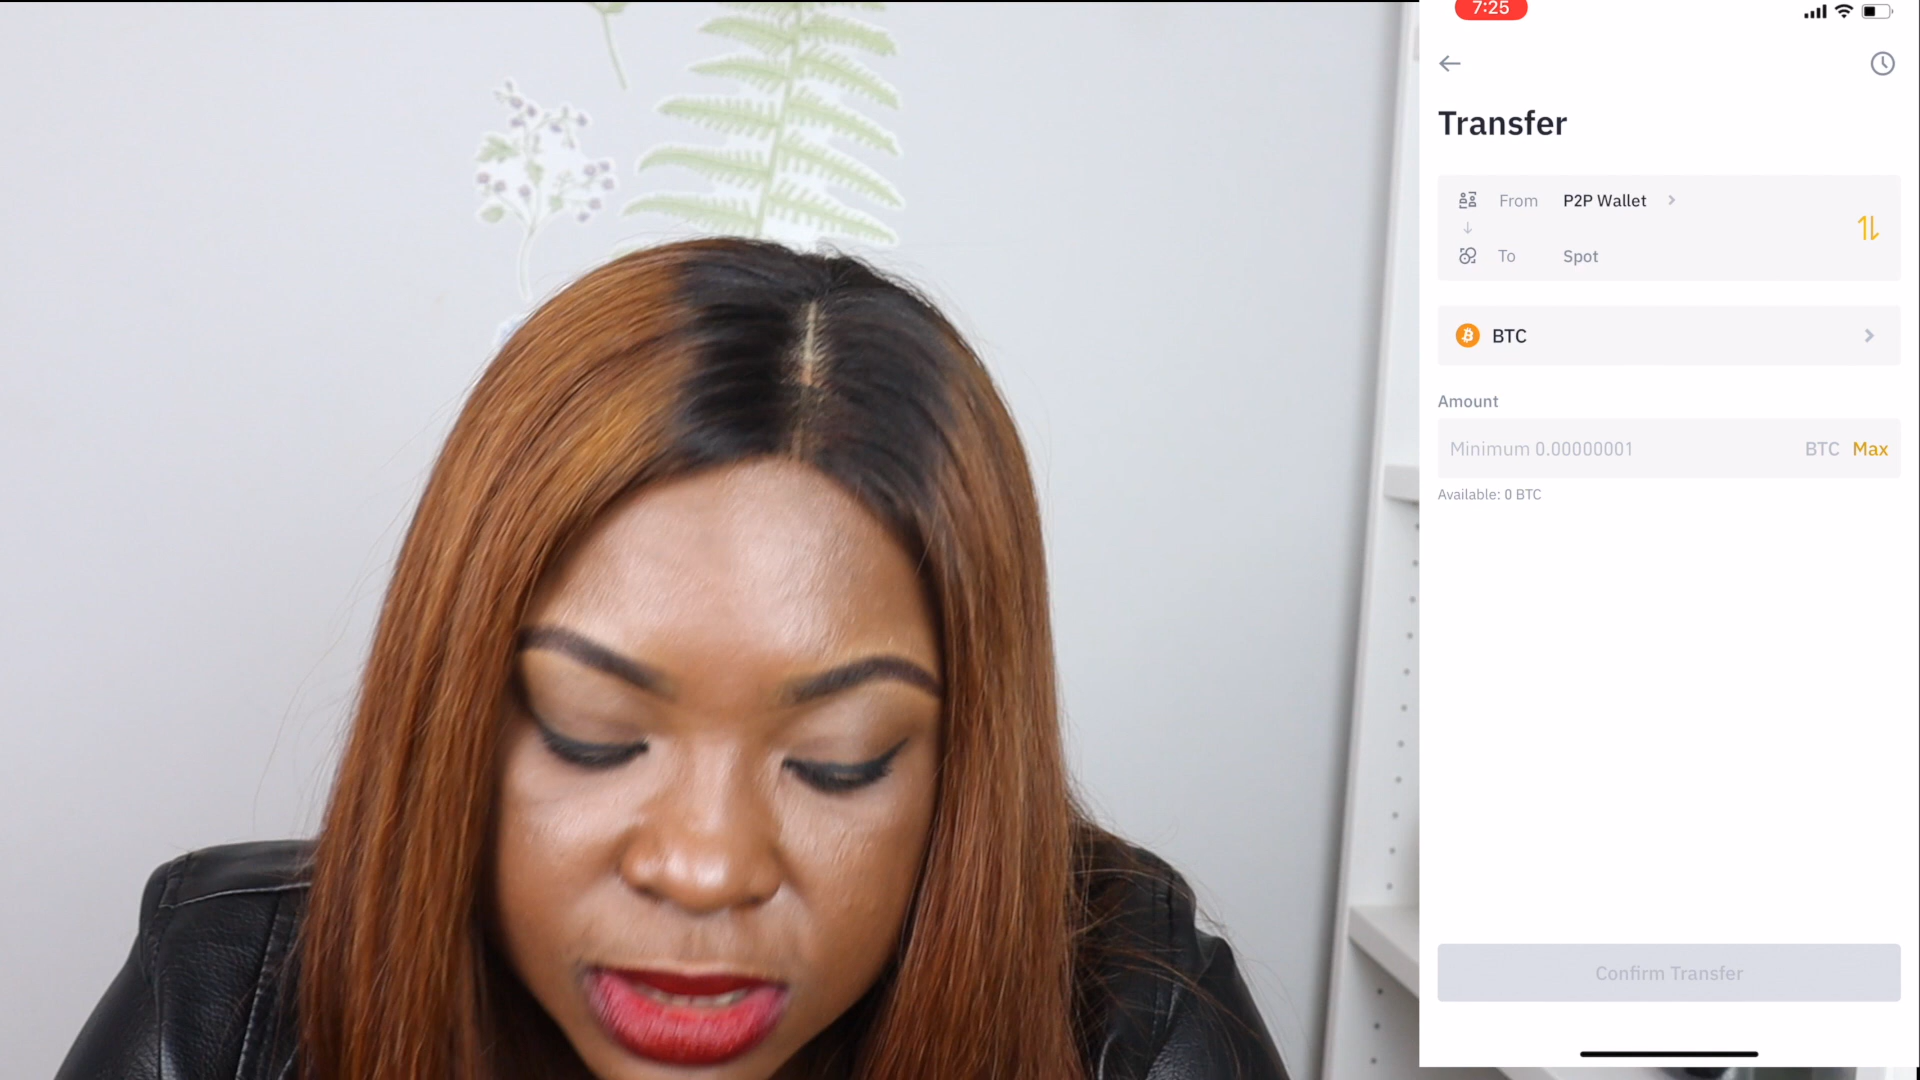 7:25
Transfer
From P2P Wallet
To Spot
BTC
Amount
Minimum 0.00000001 BTC Max
Available: 0 BTC
Confirm Transfer